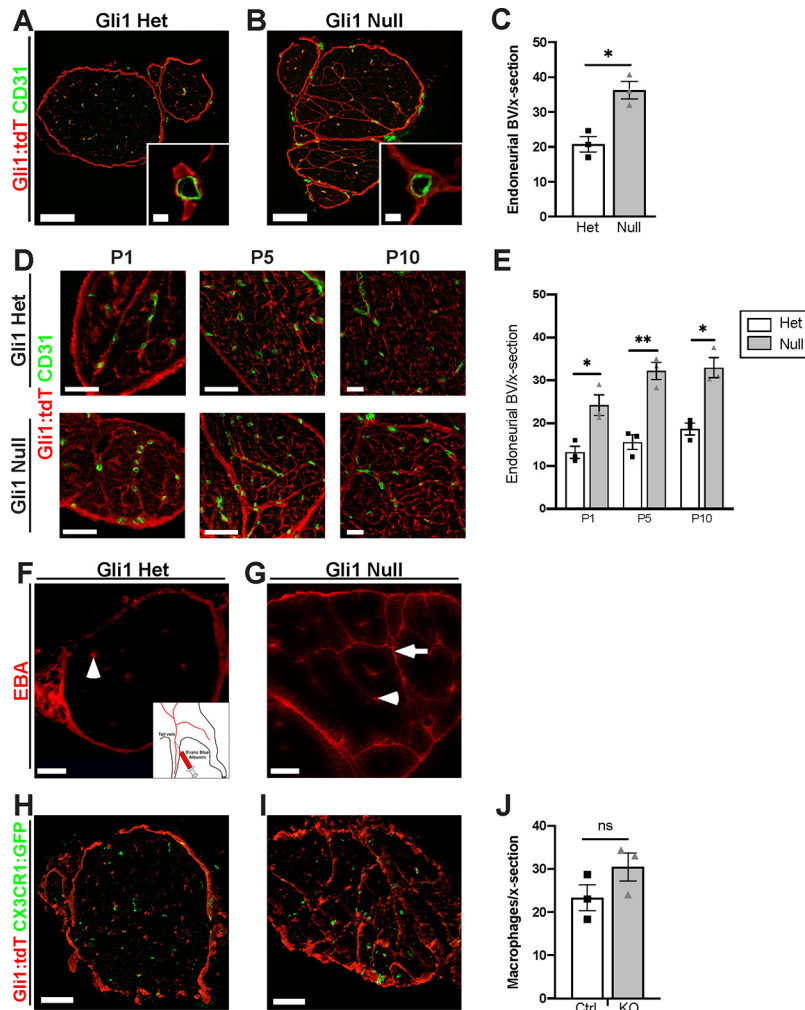 A Gli1 Het
B Gli1 Null
C
Gli1:tdT CD31
Endoneurial BV/x-section
50
40
30
20
10
0
*
Het Null
D P1 P5 P10
Gli1 Het
Gli1 Null
Gli1:tdT CD31
E
Endoneurial BV/x-section
50
40
30
20
10
0
* ** *
P1 P5 P10
Het
Null
F Gli1 Het
G Gli1 Null
EBA
Tail vein
Evans Blue
Albumin
H
I
J
Gli1:tdT CX3CR1:GFP
Macrophages/x-section
40
30
20
10
0
ns
Ctrl KO